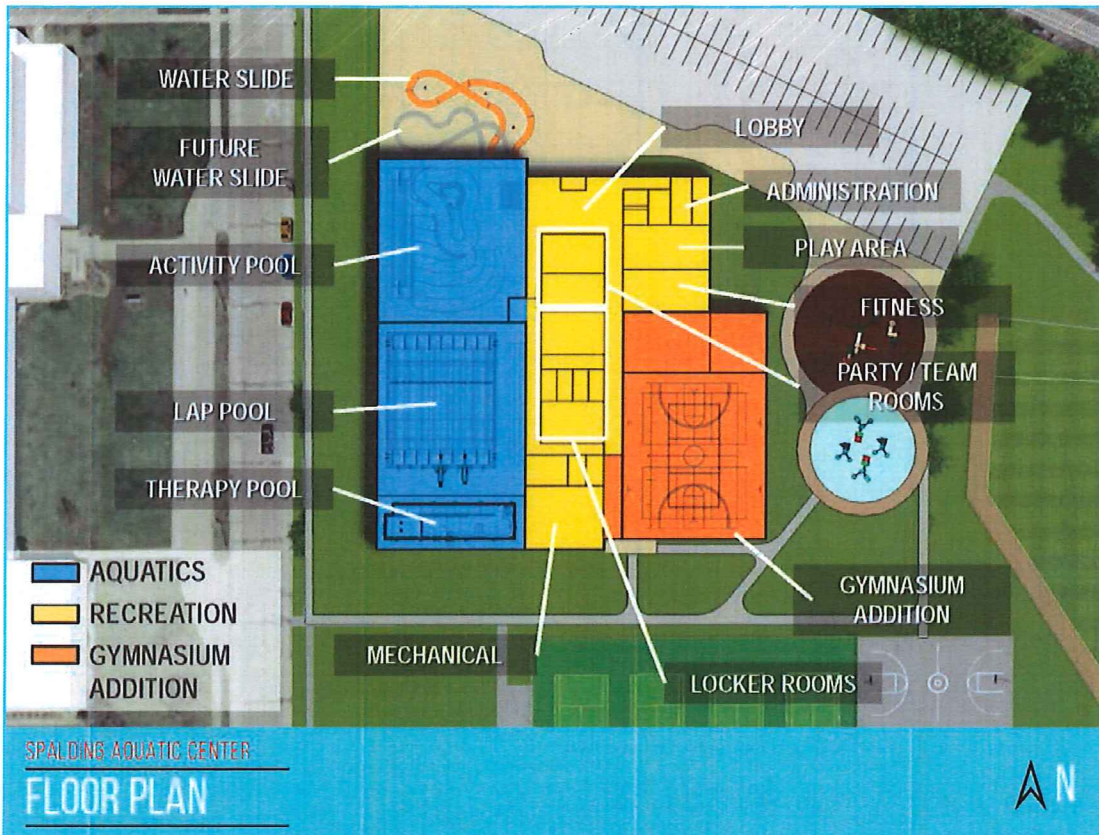 WATER SLIDE
FUTURE
WATER SLIDE
ACTIVITY POOL
LAP POOL
THERAPY POOL
LOBBY
ADMINISTRATION
PLAY AREA
FITNESS
PARTY / TEAM
ROOMS
GYMNASIUM
ADDITION
MECHANICAL
LOCKER ROOMS
AQUATICS
RECREATION
GYMNASIUM
ADDITION
SPALDING AQUATIC CENTER
FLOOR PLAN
N